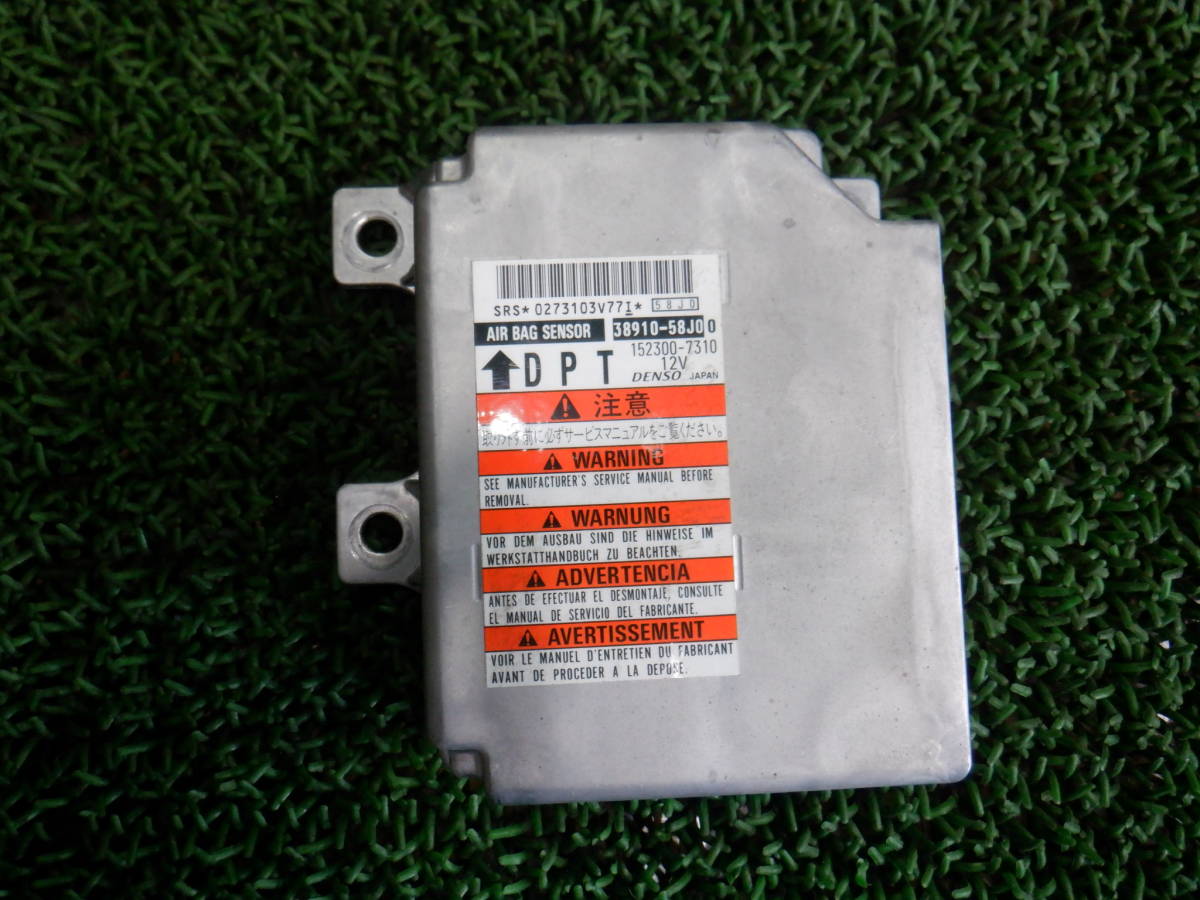 SRS*0273103V77I* 58J0
AIR BAG SENSOR 38910-58J00
152300-7310
DPT 12V
DENSO JAPAN
注意
取り外す前に必ずサービスマニュアルをご覧ください。
WARNING
SEE MANUFACTURER'S SERVICE MANUAL BEFORE
REMOVAL.
WARNUNG
VOR DEM AUSBAU SIND DIE HINWEISE IM
WERKSTATTHANDBUCH ZU BEACHTEN.
ADVERTENCIA
ANTES DE EFECTUAR EL DESMONTAJE, CONSULTE
EL MANUAL DE SERVICIO DEL FABRICANTE.
AVERTISSEMENT
VOIR LE MANUEL D'ENTRETIEN DU FABRICANT
AVANT DE PROCEDER A LA DEPOSE.